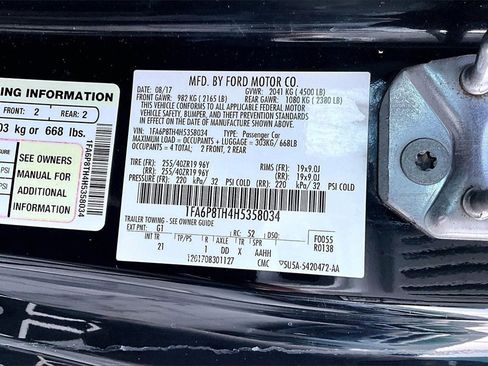 ING INFORMATION
FRONT: 2 REAR: 2
03 kg or 668 lbs.
SEE OWNERS
MANUAL FOR
ADDITIONAL
INFORMATION
1FA6P8TH4H5358034
PSI
PSI
MFD. BY FORD MOTOR CO.
DATE: 08/17 GVWR: 2041 KG ( 4500 LB)
FRONT GAWR: 982 KG ( 2165 LB) REAR GAWR: 1080 KG ( 2380 LB)
THIS VEHICLE CONFORMS TO ALL APPLICABLE FEDERAL MOTOR
VEHICLE SAFETY, BUMPER, AND THEFT PREVENTION STANDARDS
IN EFFECT ON THE DATE OF MANUFACTURE SHOWN ABOVE.
VIN: 1FA6P8TH4H5358034 TYPE: Passenger Car
MAXIMUM LOAD = OCCUPANTS + LUGGAGE = 303KG / 668LB
OCCUPANTS = 4 TOTAL: 2 FRONT, 2 REAR
TIRE (FR): 255/40ZR19 96Y RIMS (FR): 19x9.0J
TIRE (RR): 255/40ZR19 96Y RIMS (RR): 19x9.0J
PRESSURE (FR): 220 kPa/ 32 PSI COLD (RR): 220 kPa/ 32 PSI COLD
1FA6P8TH4H5358034
TRAILER TOWING - SEE OWNER GUIDE
EXT PNT: G1 RC: 52 DSO: F0055
INT TR TP/PS R AXLE TR SPR R0138
21 1 DD X AAHH
1201708301127 CMC 5U5A-5420472-AA